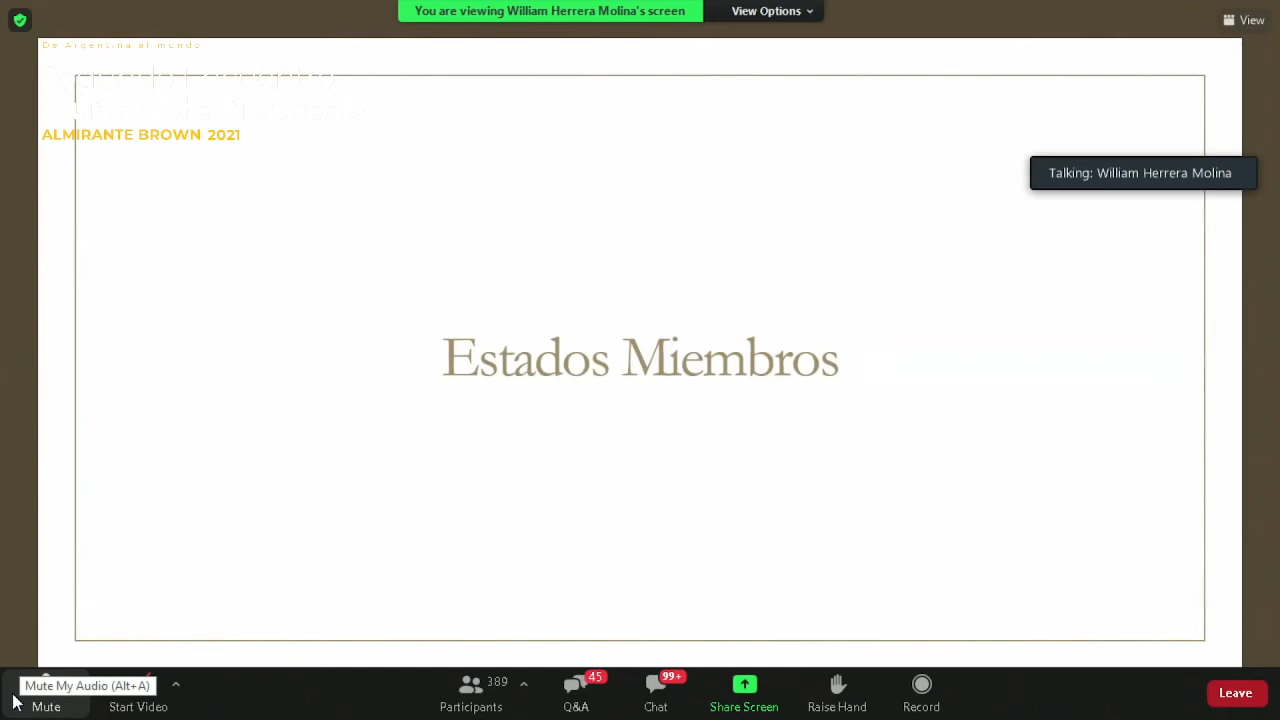 You are viewing William Herrera Molina's screen
View Options
View
De Argentina al mundo
ALMIRANTE BROWN 2021
Talking: William Herrera Molina
Estados Miembros
Mute My Audio (Alt+A)
389
45
99+
Mute
Start Video
Participants
Q&A
Chat
Share Screen
Raise Hand
Record
Leave